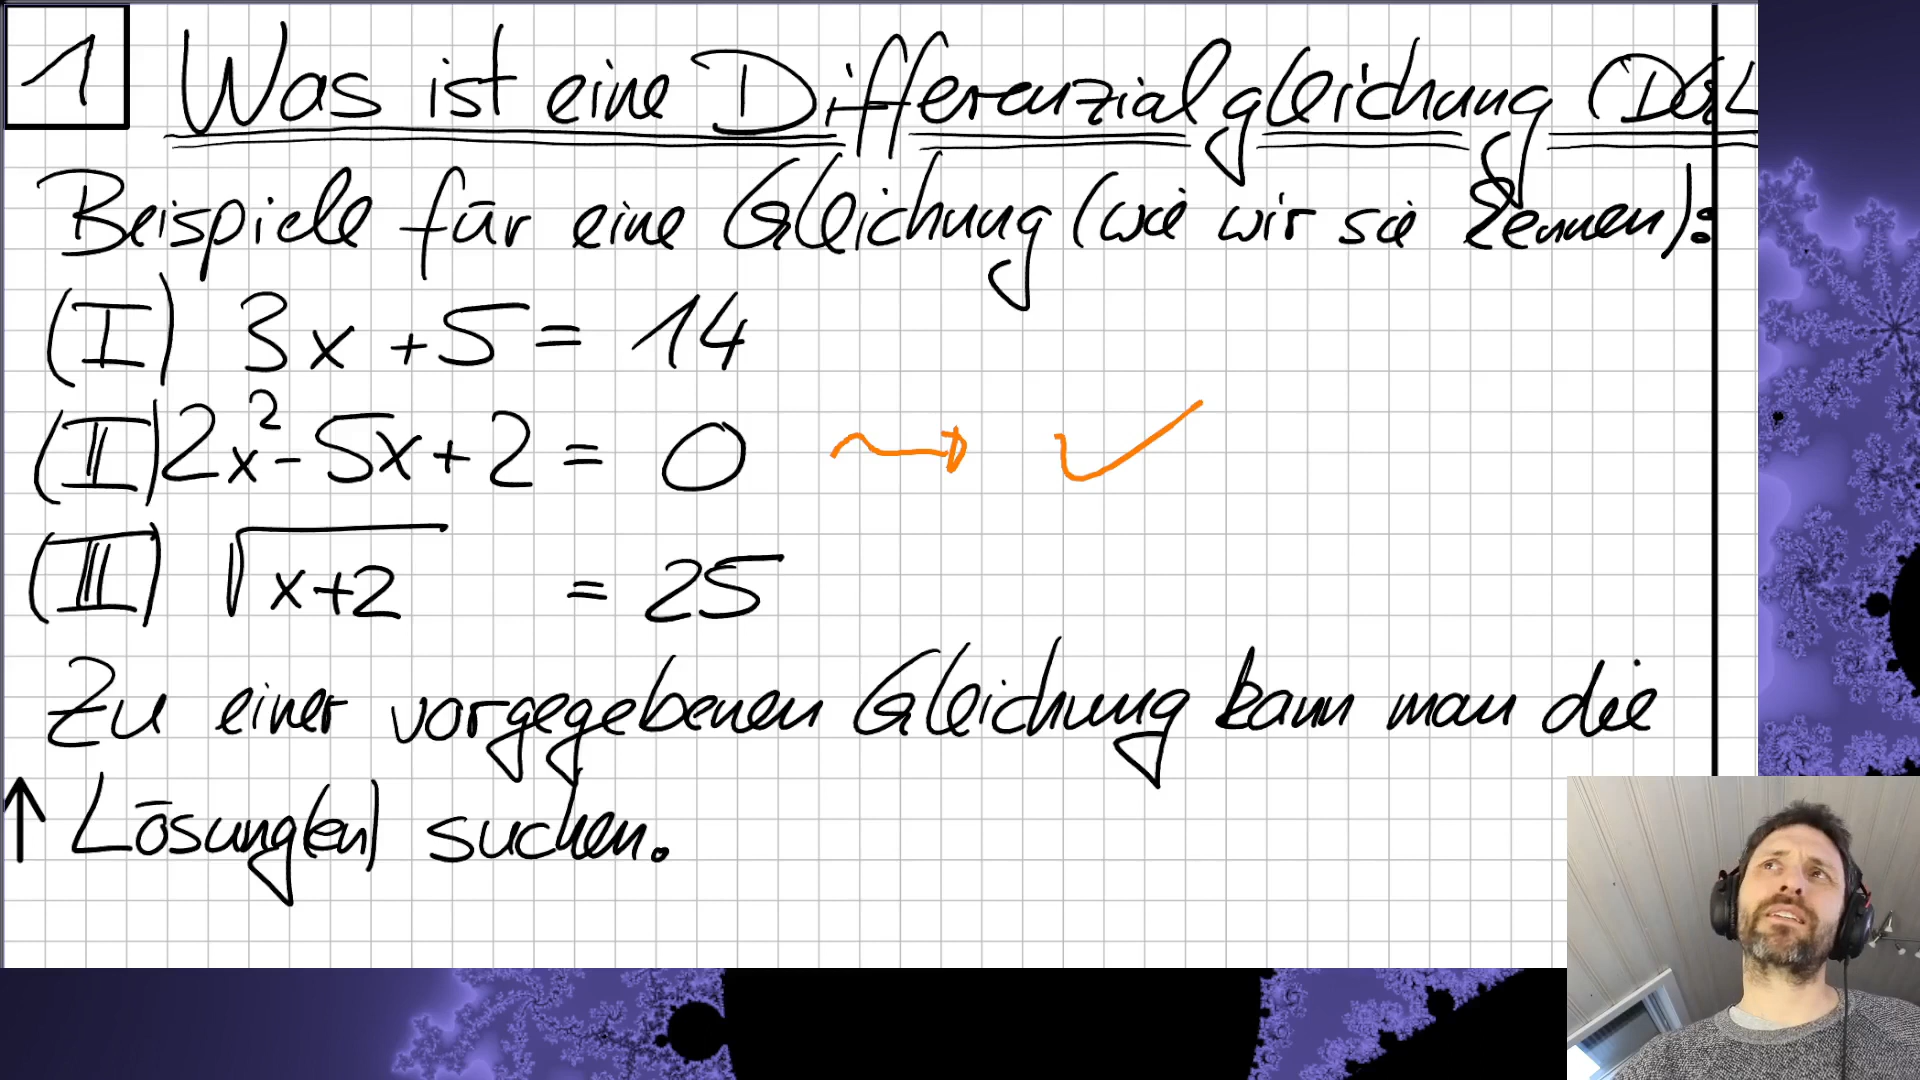 1 Was ist eine Differenzialgleichung (DGL
Beispiele für eine Gleichung (wie wir sie kennen):
(I) 3x + 5 = 14
(II) 2x² - 5x + 2 = 0
(III) √(x+2) = 25
Zu einer vorgegebenen Gleichung kann man die
↑ Lösung(en) suchen.